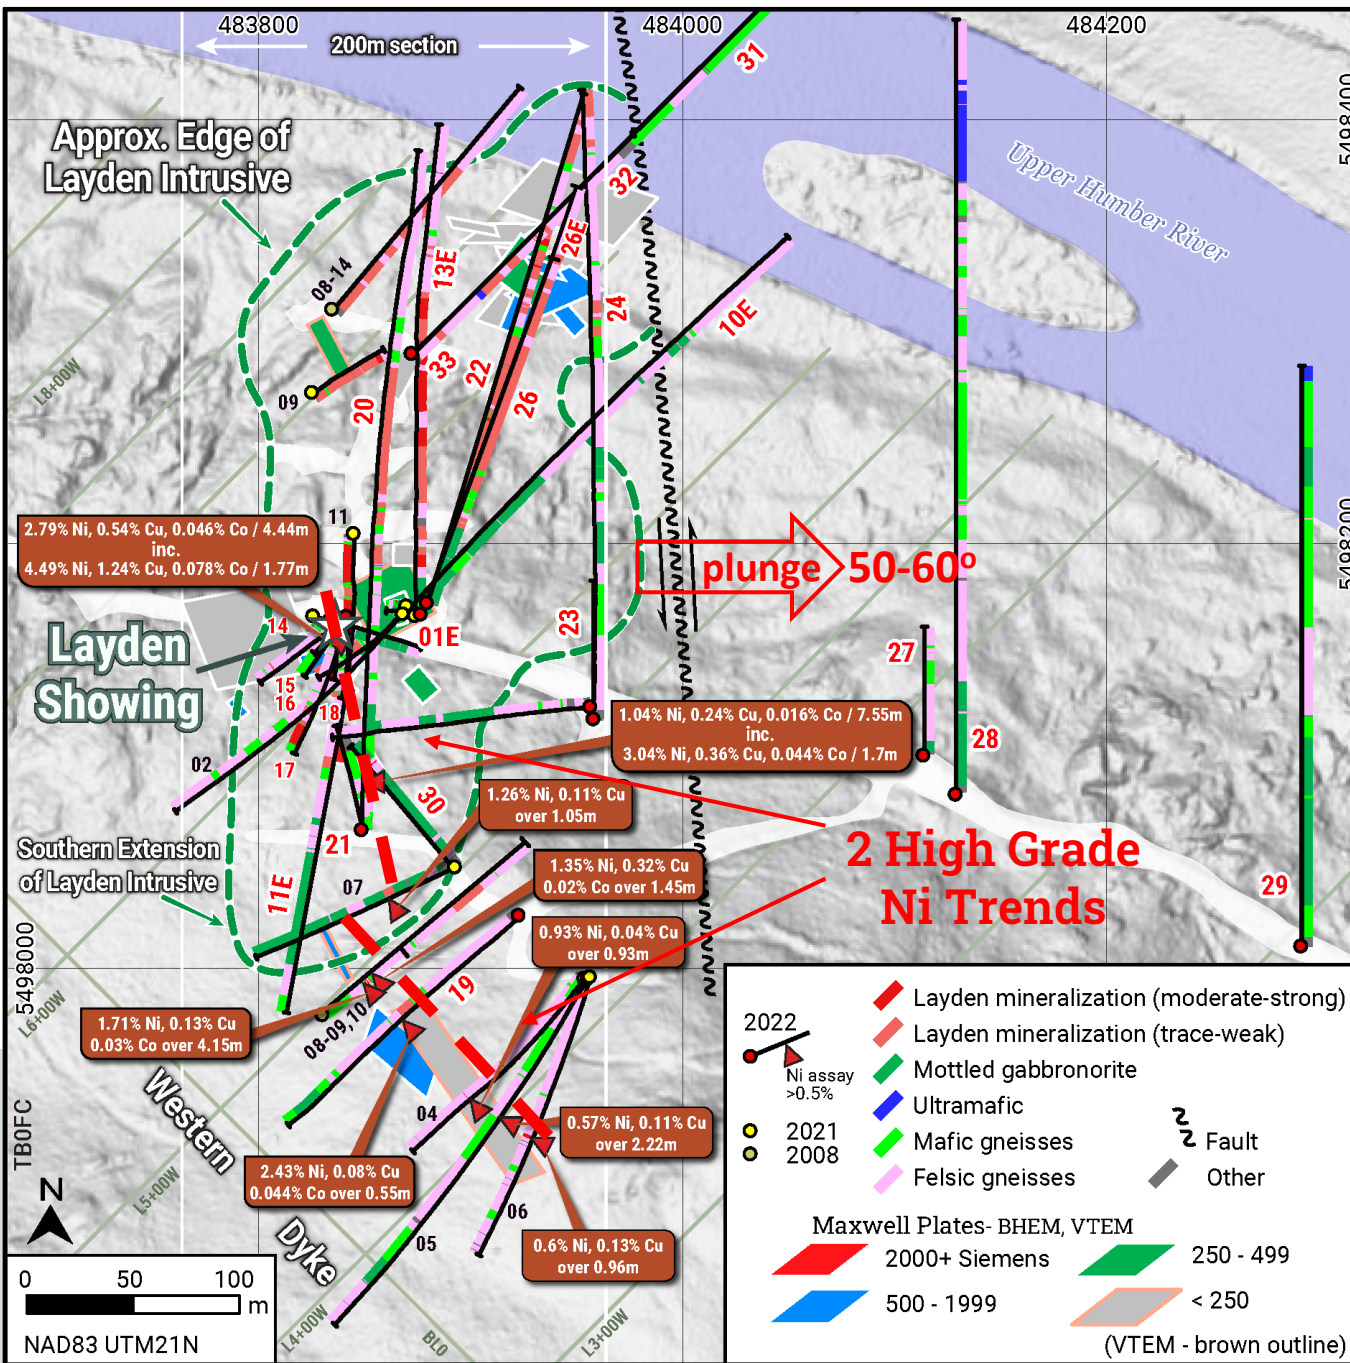 483800
484000
484200
200m section
5498400
5498200
5498000
Approx. Edge of
Layden Intrusive
Upper Humber River
31
32
13E
26E
24
10E
08-14
33
22
26
20
09
L8+00W
11
2.79% Ni, 0.54% Cu, 0.046% Co / 4.44m
inc.
4.49% Ni, 1.24% Cu, 0.078% Co / 1.77m
plunge
50-60º
14
01E
23
Layden
Showing
15
16
18
17
02
27
28
29
1.04% Ni, 0.24% Cu, 0.016% Co / 7.55m
inc.
3.04% Ni, 0.36% Cu, 0.044% Co / 1.7m
30
21
1.26% Ni, 0.11% Cu
over 1.05m
2 High Grade
Ni Trends
Southern Extension
of Layden Intrusive
11E
07
1.35% Ni, 0.32% Cu
0.02% Co over 1.45m
0.93% Ni, 0.04% Cu
over 0.93m
19
L6+00W
1.71% Ni, 0.13% Cu
0.03% Co over 4.15m
08-09,10
Western
Dyke
04
0.57% Ni, 0.11% Cu
over 2.22m
2.43% Ni, 0.08% Cu
0.044% Co over 0.55m
06
05
0.6% Ni, 0.13% Cu
over 0.96m
TB0FC
L5+00W
L4+00W
BL0
L3+00W
N
0 50 100
m
NAD83 UTM21N
2022
Ni assay
>0.5%
2021
2008
Layden mineralization (moderate-strong)
Layden mineralization (trace-weak)
Mottled gabbronorite
Ultramafic
Mafic gneisses
Felsic gneisses
Fault
Other
Maxwell Plates- BHEM, VTEM
2000+ Siemens
250 - 499
500 - 1999
< 250
(VTEM - brown outline)